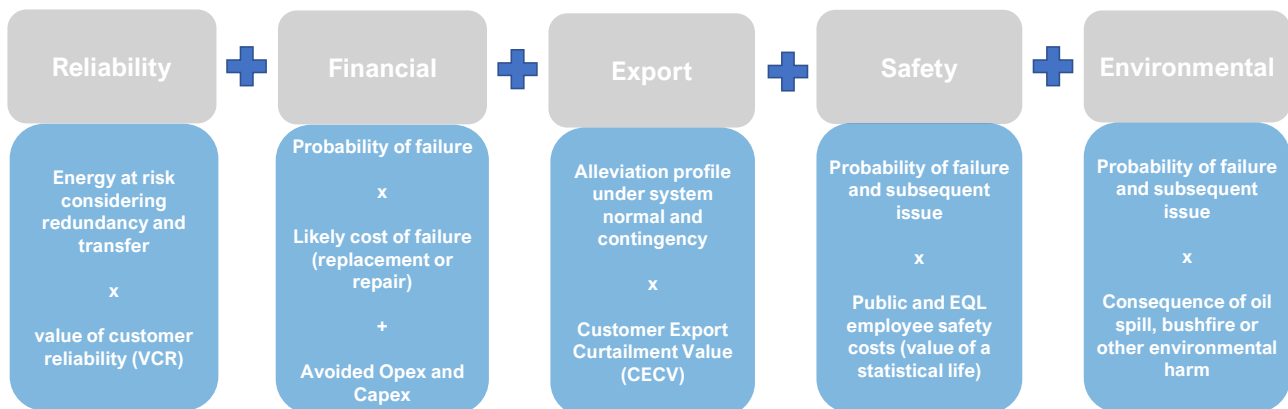 Reliability
Energy at risk
considering
redundancy and
transfer
x
value of customer
reliability (VCR)
Financial
Probability of failure
x
Likely cost of failure
(replacement or
repair)
+
Avoided Opex and
Capex
Export
Alleviation profile
under system
normal and
contingency
x
Customer Export
Curtailment Value
(CECV)
Safety
Probability of failure
and subsequent
issue
x
Public and EQL
employee safety
costs (value of a
statistical life)
Environmental
Probability of failure
and subsequent
issue
x
Consequence of oil
spill, bushfire or
other environmental
harm